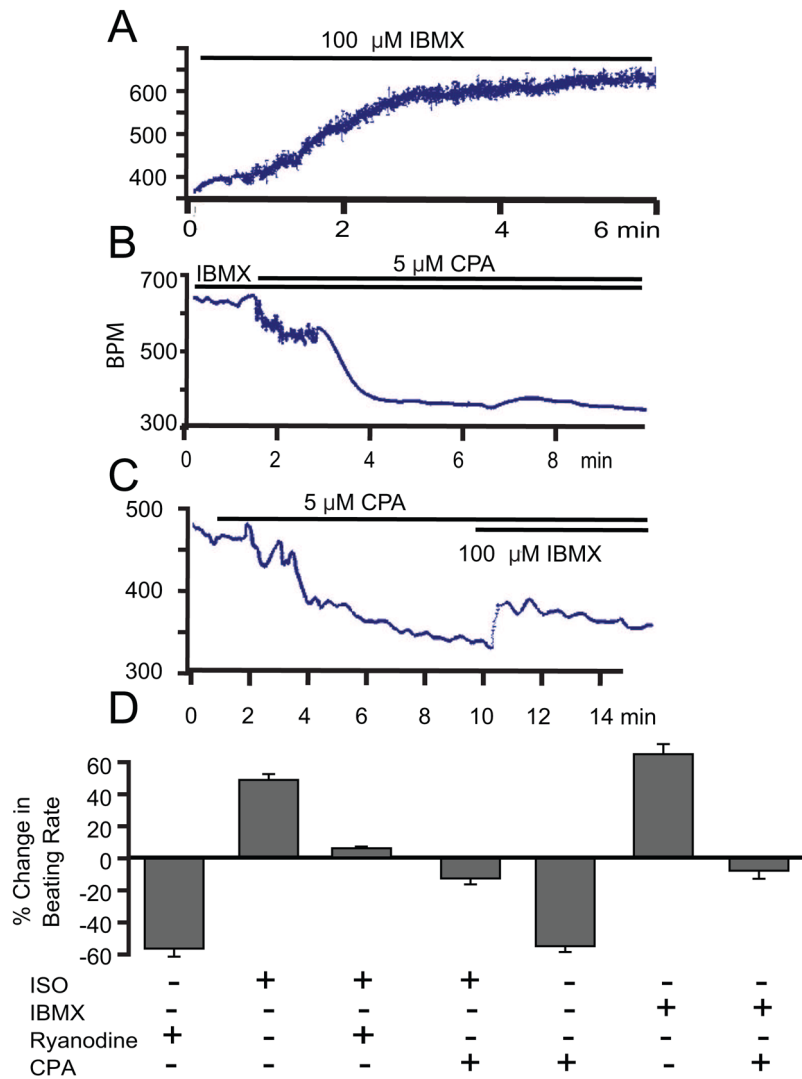 A
100 µM IBMX
600
500
400
0 2 4 6 min
B
IBMX 5 µM CPA
700
500
300
BPM
0 2 4 6 8 min
C
5 µM CPA
100 µM IBMX
500
400
300
0 2 4 6 8 10 12 14 min
D
% Change in
Beating Rate
60
40
20
0
-20
-40
-60
ISO - + + + - - -
IBMX - - - - - + +
Ryanodine + - + - - - -
CPA - - - + + - +